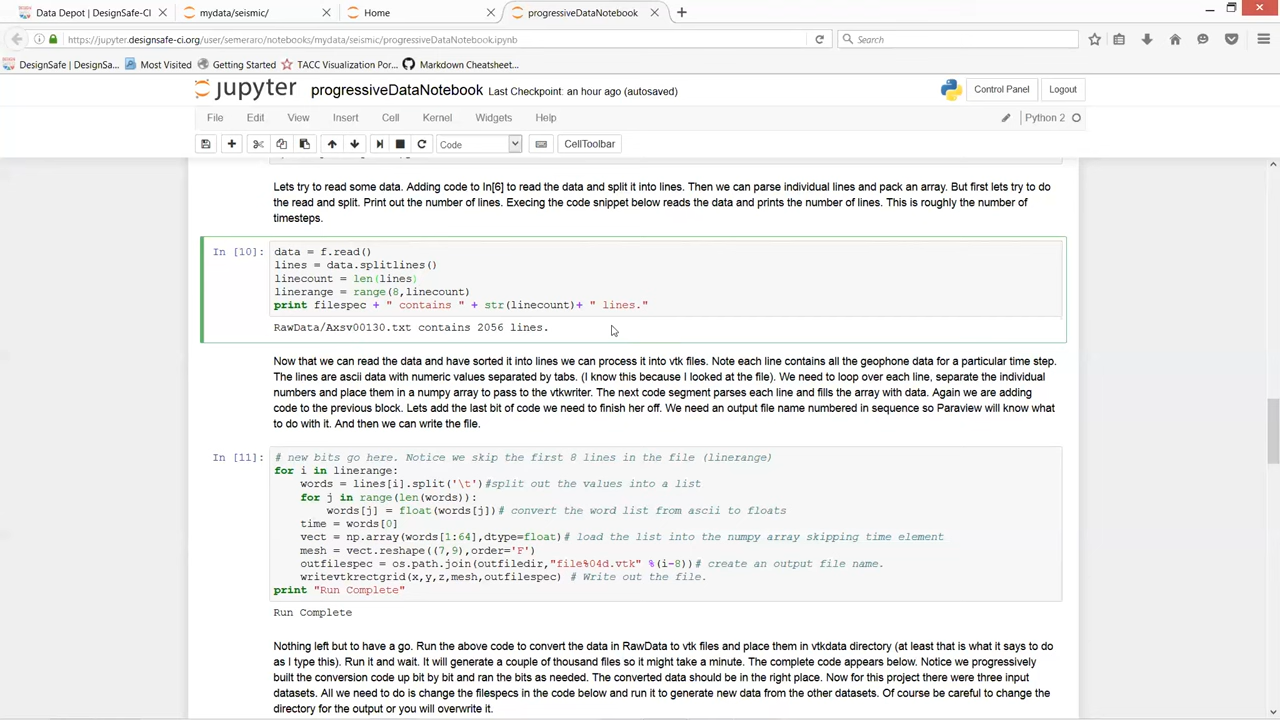 Data Depot | DesignSafe-CI
mydata/seismic/
Home
progressiveDataNotebook
https://jupyter.designsafe-ci.org/user/semeraro/notebooks/mydata/seismic/progressiveDataNotebook.ipynb
Search
DesignSafe | DesignSa...
Most Visited
Getting Started
TACC Visualization Por...
Markdown Cheatsheet...
jupyter
progressiveDataNotebook Last Checkpoint: an hour ago (autosaved)
Control Panel
Logout
File Edit View Insert Cell Kernel Widgets Help
Python 2
Code
CellToolbar
Lets try to read some data. Adding code to In[6] to read the data and split it into lines. Then we can parse individual lines and pack an array. But first lets try to do
the read and split. Print out the number of lines. Execing the code snippet below reads the data and prints the number of lines. This is roughly the number of
timesteps.
In [10]: data = f.read()
lines = data.splitlines()
linecount = len(lines)
linerange = range(8,linecount)
print filespec + " contains " + str(linecount)+ " lines."
RawData/Axsv00130.txt contains 2056 lines.
Now that we can read the data and have sorted it into lines we can process it into vtk files. Note each line contains all the geophone data for a particular time step.
The lines are ascii data with numeric values separated by tabs. (I know this because I looked at the file). We need to loop over each line, separate the individual
numbers and place them in a numpy array to pass to the vtkwriter. The next code segment parses each line and fills the array with data. Again we are adding
code to the previous block. Lets add the last bit of code we need to finish her off. We need an output file name numbered in sequence so Paraview will know what
to do with it. And then we can write the file.
In [11]: # new bits go here. Notice we skip the first 8 lines in the file (linerange)
for i in linerange:
words = lines[i].split('\t')#split out the values into a list
for j in range(len(words)):
words[j] = float(words[j])# convert the word list from ascii to floats
time = words[0]
vect = np.array(words[1:64],dtype=float)# load the list into the numpy array skipping time element
mesh = vect.reshape((7,9),order='F')
outfilespec = os.path.join(outfiledir,"file%04d.vtk" %(i-8))# create an output file name.
writevtkrectgrid(x,y,z,mesh,outfilespec) # Write out the file.
print "Run Complete"
Run Complete
Nothing left but to have a go. Run the above code to convert the data in RawData to vtk files and place them in vtkdata directory (at least that is what it says to do
as I type this). Run it and wait. It will generate a couple of thousand files so it might take a minute. The complete code appears below. Notice we progressively
built the conversion code up bit by bit and ran the bits as needed. The converted data should be in the right place. Now for this project there were three input
datasets. All we need to do is change the filespecs in the code below and run it to generate new data from the other datasets. Of course be careful to change the
directory for the output or you will overwrite it.